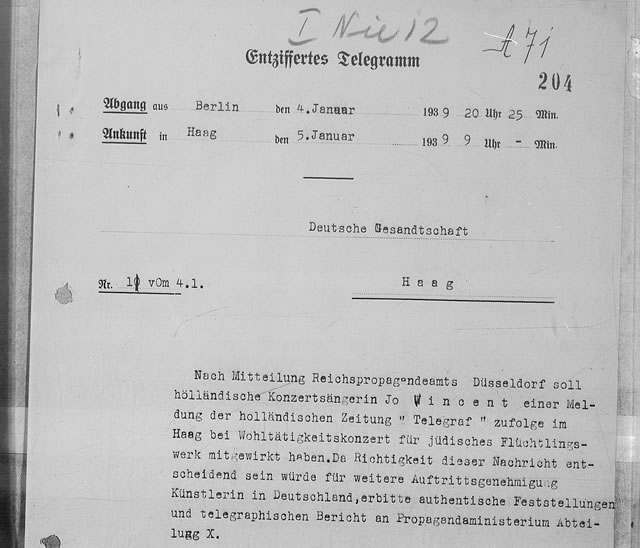 I Nie 12
A 71
Entziffertes Telegramm
204
Abgang aus Berlin den 4.Januar 1939 20 Uhr 25 Min.
Ankunft in Haag den 5.Januar 1939 9 Uhr - Min.
Deutsche Gesandtschaft
Nr. 1 vom 4.1.
Haag
Nach Mitteilung Reichspropagandeamts Düsseldorf soll
höl­ländische Konzertsängerin Jo Vincent einer Mel-
dung der holländischen Zeitung " Telegraf " zufolge im
Haag bei Wohltätigkeitskonzert für jüdisches Flüchtlings-
werk mitgewirkt haben.Da Richtigkeit dieser Nachricht ent-
scheidend sein würde für weitere Auftrittsgenehmigung
Künstlerin in Deutschland,erbitte authentische Feststellungen
und telegraphischen Bericht an Propagandaministerium Abtei-
lung X.